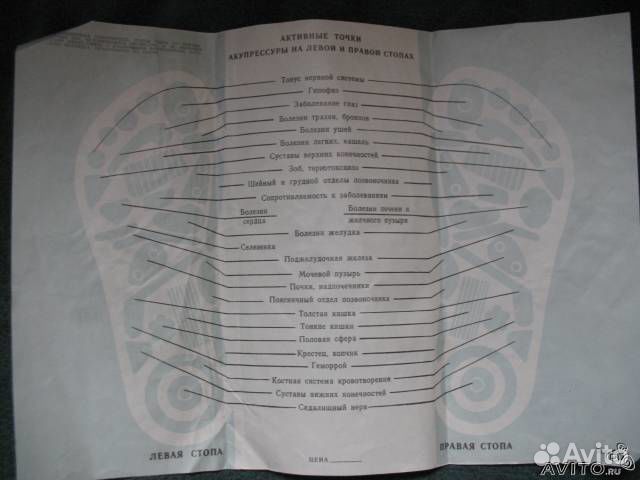 АКТИВНЫЕ ТОЧКИ
АКУПРЕССУРЫ НА ЛЕВОЙ И ПРАВОЙ СТОПАХ
Тонус нервной системы
Гипофиз
Заболевание глаз
Болезни трахеи, бронхов
Болезни ушей
Болезни легких, кашель
Суставы верхних конечностей
Зоб, териотоксикоз
Шейный и грудной отделы позвоночника
Сопротивляемость к заболеваниям
Болезни сердца
Болезни печени и желчного пузыря
Болезни желудка
Селезенка
Поджелудочная железа
Мочевой пузырь
Почки, надпочечники
Поясничный отдел позвоночника
Толстая кишка
Тонкие кишки
Половая сфера
Крестец, копчик
Геморрой
Костная система кровотворения
Суставы нижних конечностей
Седалищный нерв
ЛЕВАЯ СТОПА
ПРАВАЯ СТОПА
ЦЕНА
Avito
AVITO.RU